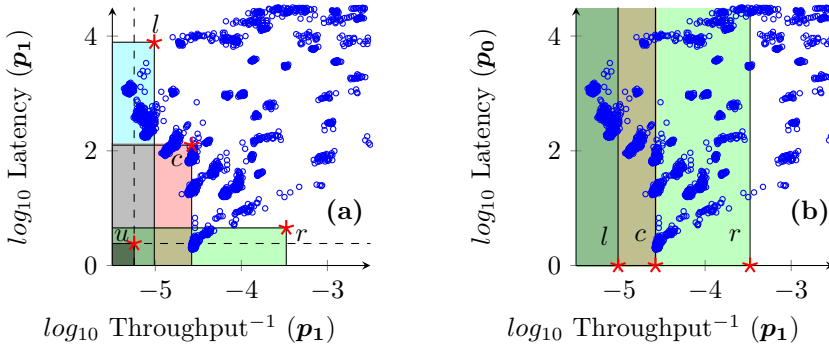 4
2
0
−5
−4
−3
log10 Latency (p1)
log10 Throughput−1 (p1)
l
c
u
r
(a)
4
2
0
−5
−4
−3
log10 Latency (p0)
log10 Throughput−1 (p1)
l
c
r
(b)